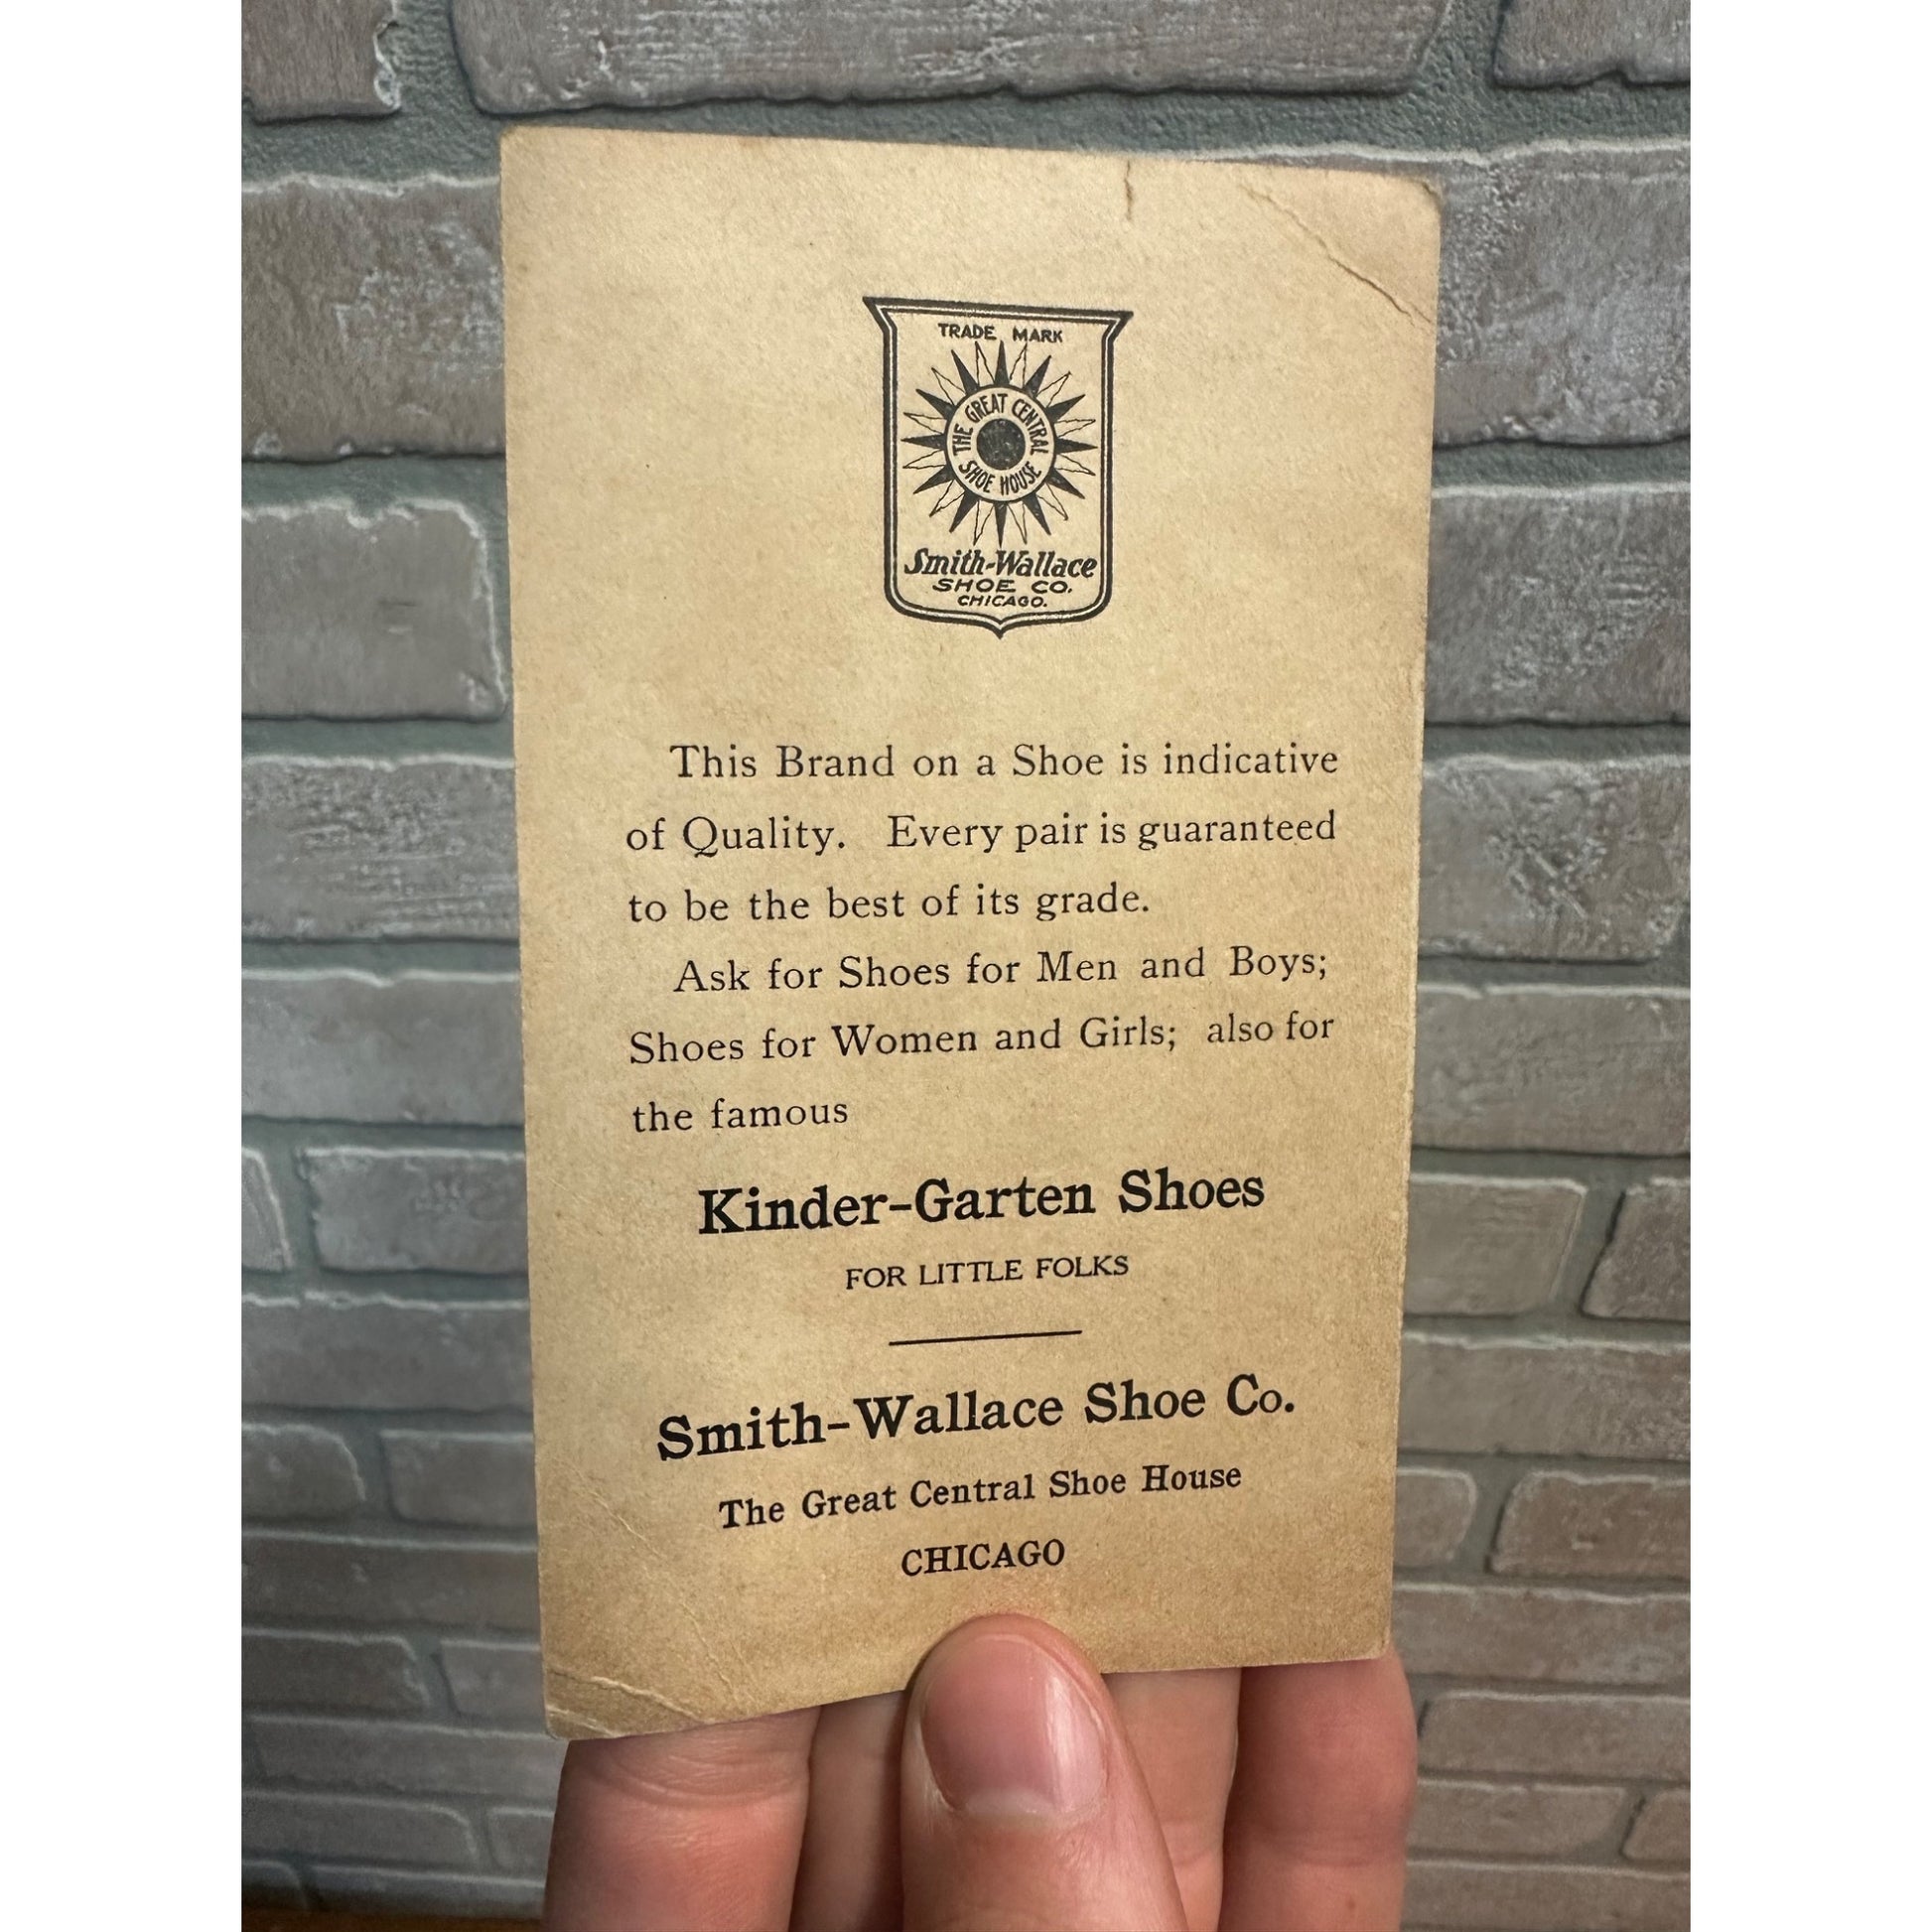 TRADE MARK
THE GREAT CENTRAL
SHOE HOUSE
Smith-Wallace
SHOE CO.
CHICAGO.
This Brand on a Shoe is indicative
of Quality. Every pair is guaranteed
to be the best of its grade.
Ask for Shoes for Men and Boys;
Shoes for Women and Girls; also for
the famous
Kinder-Garten Shoes
FOR LITTLE FOLKS
Smith-Wallace Shoe Co.
The Great Central Shoe House
CHICAGO